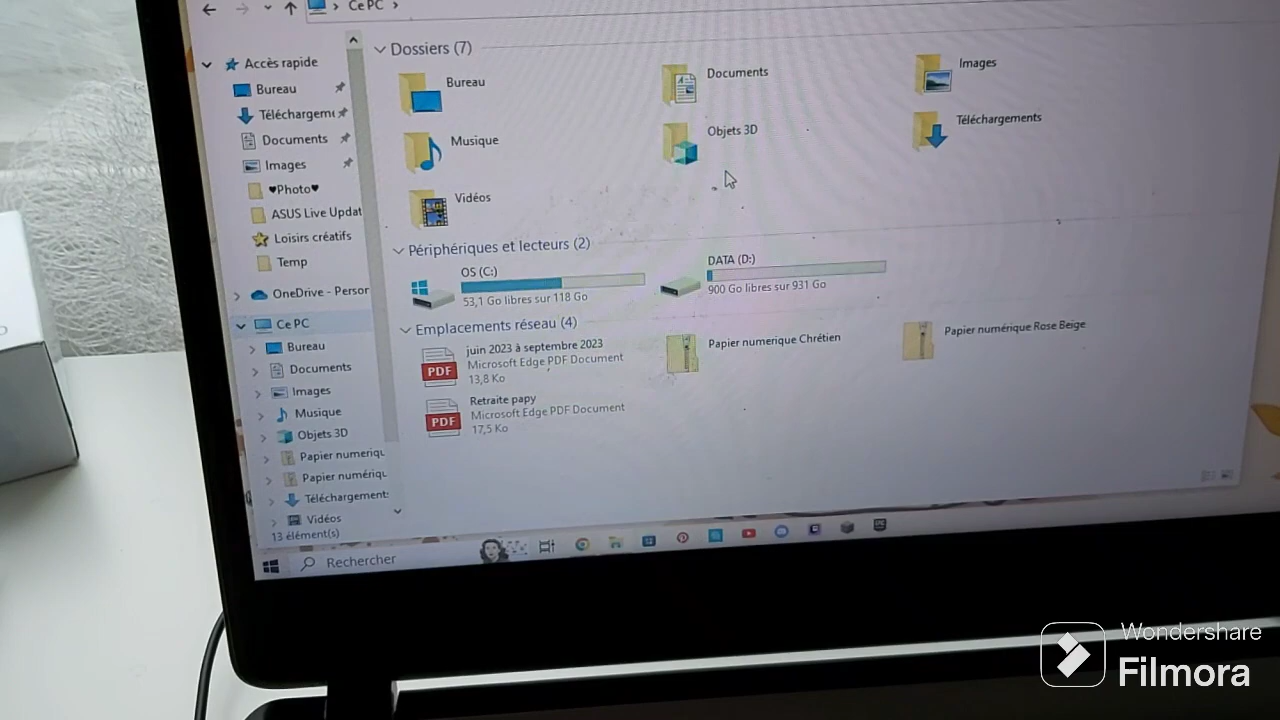 Ce PC
Accès rapide
Bureau
Téléchargeme
Documents
Images
♥Photo♥
ASUS Live Updat
Loisirs créatifs
Temp
OneDrive - Person
Ce PC
Bureau
Documents
Images
Musique
Objets 3D
Papier numeriqu
Papier numériqu
Téléchargement:
Vidéos
13 élément(s)
Dossiers (7)
Bureau
Documents
Images
Musique
Objets 3D
Téléchargements
Vidéos
Périphériques et lecteurs (2)
OS (C:)
53,1 Go libres sur 118 Go
DATA (D:)
900 Go libres sur 931 Go
Emplacements réseau (4)
PDF
juin 2023 à septembre 2023
Microsoft Edge PDF Document
13,8 Ko
Papier numerique Chrétien
Papier numérique Rose Beige
PDF
Retraite papy
Microsoft Edge PDF Document
17,5 Ko
Rechercher
Wondershare
Filmora